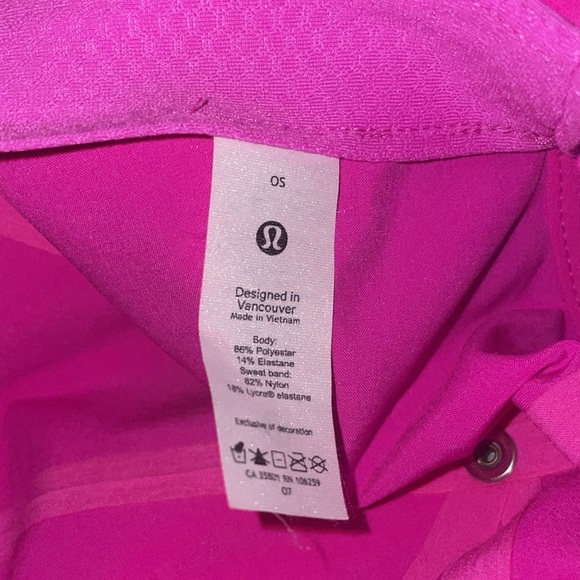 OS
Designed in
Vancouver
Made in Vietnam
Body:
86% Polyester
14% Elastane
Sweat band:
82% Nylon
18% Lycra® elastane
Exclusive of decoration
CA 35801 RN 106259
07